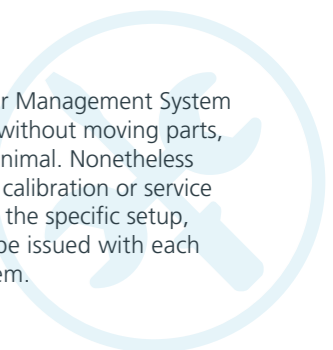 r Management System
without moving parts,
nimal. Nonetheless
calibration or service
the specific setup,
be issued with each
em.